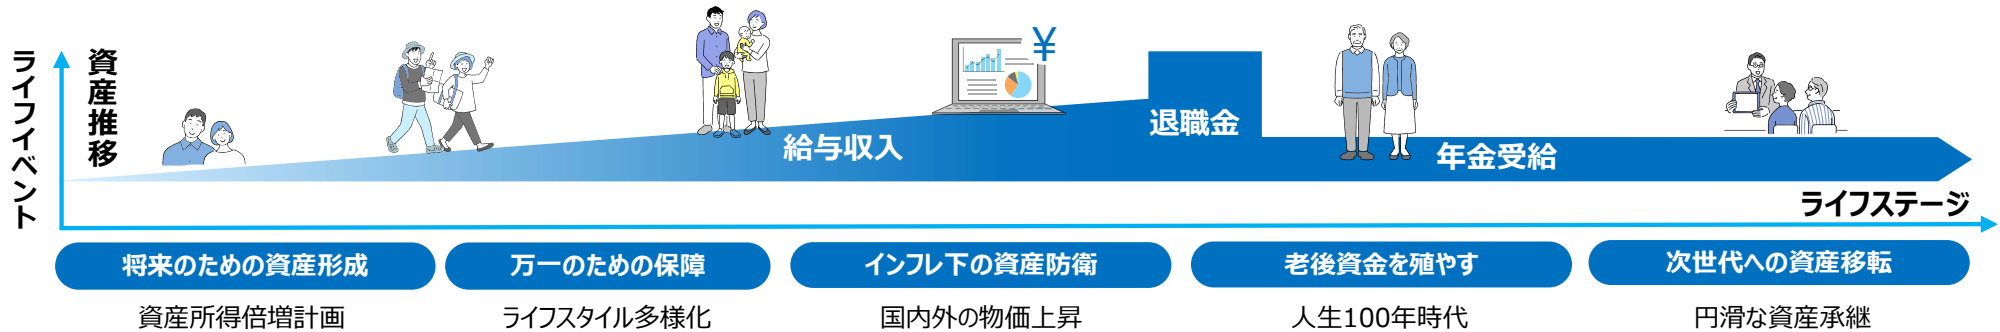 ライフイベント
資産推移
¥
給与収入
退職金
年金受給
ライフステージ
将来のための資産形成
万一のための保障
インフレ下の資産防衛
老後資金を殖やす
次世代への資産移転
資産所得倍増計画
ライフスタイル多様化
国内外の物価上昇
人生100年時代
円滑な資産承継